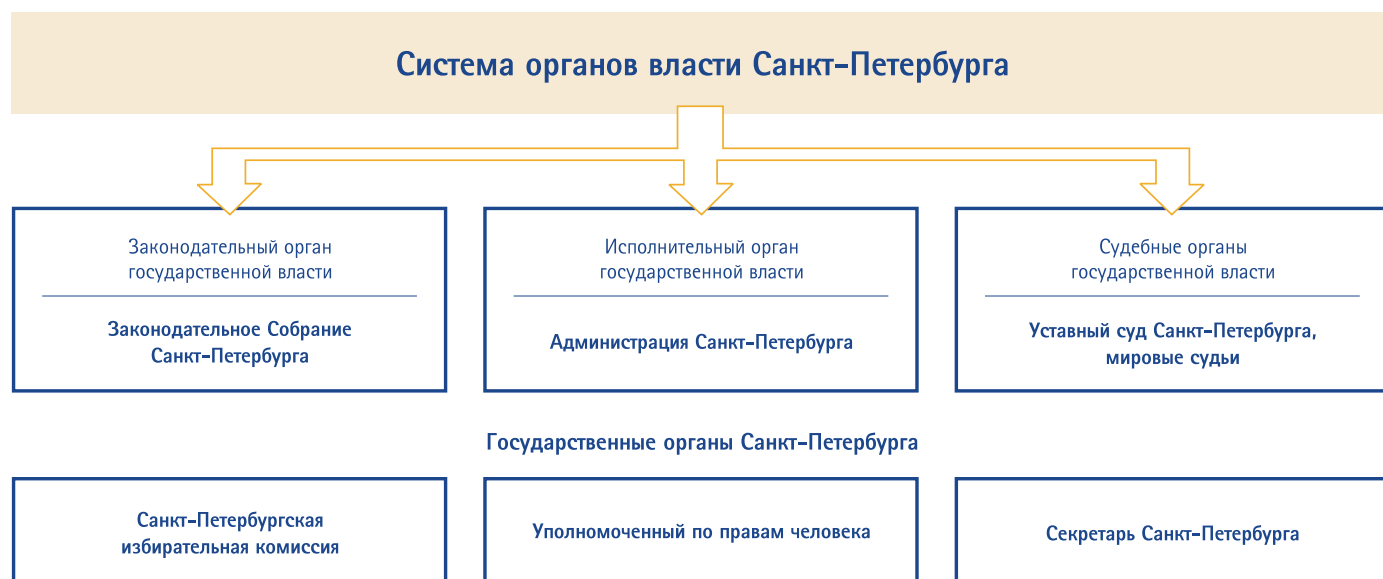 Система органов власти Санкт-Петербурга
Законодательный орган
государственной власти
Законодательное Собрание
Санкт-Петербурга
Исполнительный орган
государственной власти
Администрация Санкт-Петербурга
Судебные органы
государственной власти
Уставный суд Санкт-Петербурга,
мировые судьи
Государственные органы Санкт-Петербурга
Санкт-Петербургская
избирательная комиссия
Уполномоченный по правам человека
Секретарь Санкт-Петербурга